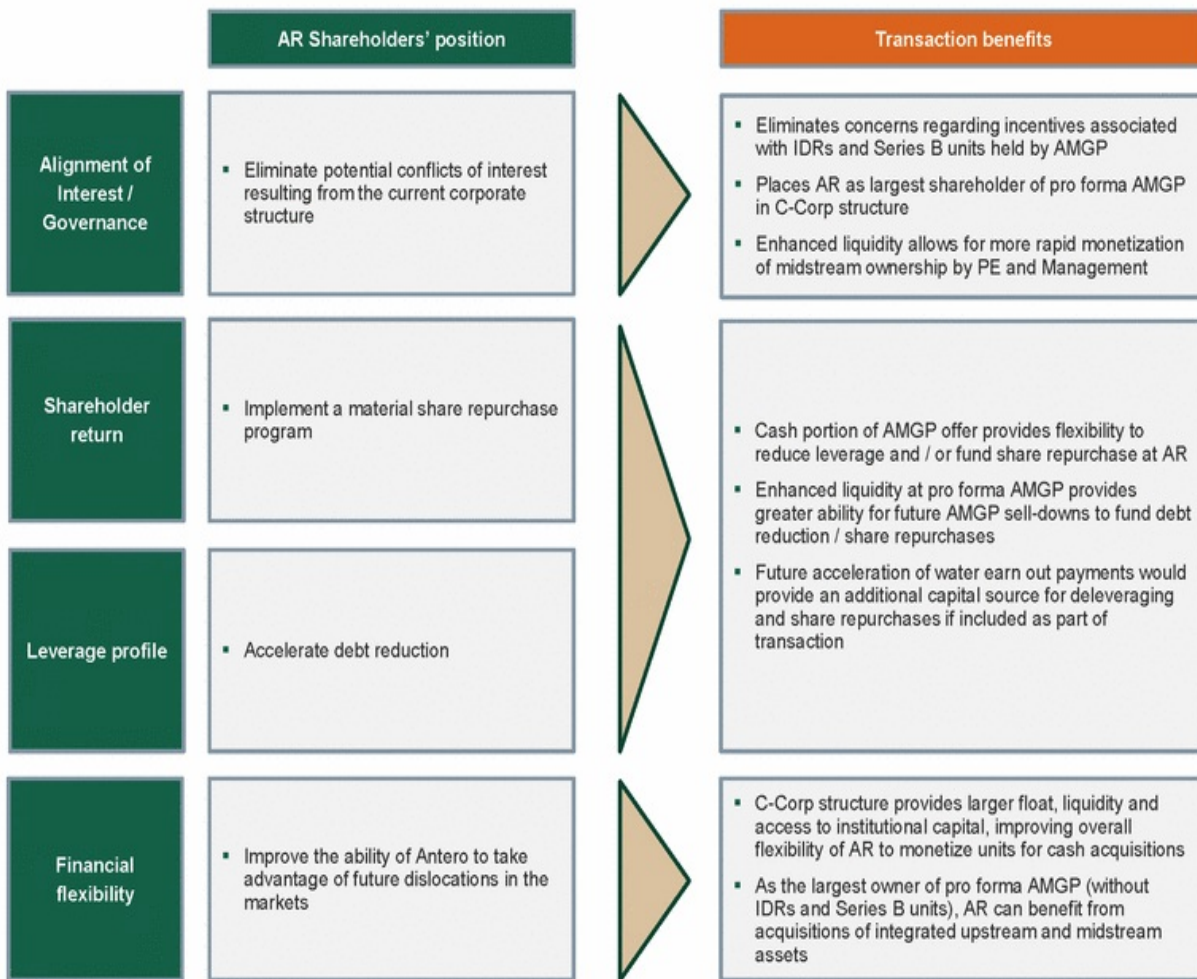 AR Shareholders' position
Transaction benefits
Alignment of
Interest /
Governance
▪ Eliminate potential conflicts of interest
resulting from the current corporate
structure
▪ Eliminates concerns regarding incentives associated
with IDRs and Series B units held by AMGP
▪ Places AR as largest shareholder of pro forma AMGP
in C-Corp structure
▪ Enhanced liquidity allows for more rapid monetization
of midstream ownership by PE and Management
Shareholder
return
▪ Implement a material share repurchase
program
Leverage profile
▪ Accelerate debt reduction
▪ Cash portion of AMGP offer provides flexibility to
reduce leverage and / or fund share repurchase at AR
▪ Enhanced liquidity at pro forma AMGP provides
greater ability for future AMGP sell-downs to fund debt
reduction / share repurchases
▪ Future acceleration of water earn out payments would
provide an additional capital source for deleveraging
and share repurchases if included as part of
transaction
Financial
flexibility
▪ Improve the ability of Antero to take
advantage of future dislocations in the
markets
▪ C-Corp structure provides larger float, liquidity and
access to institutional capital, improving overall
flexibility of AR to monetize units for cash acquisitions
▪ As the largest owner of pro forma AMGP (without
IDRs and Series B units), AR can benefit from
acquisitions of integrated upstream and midstream
assets